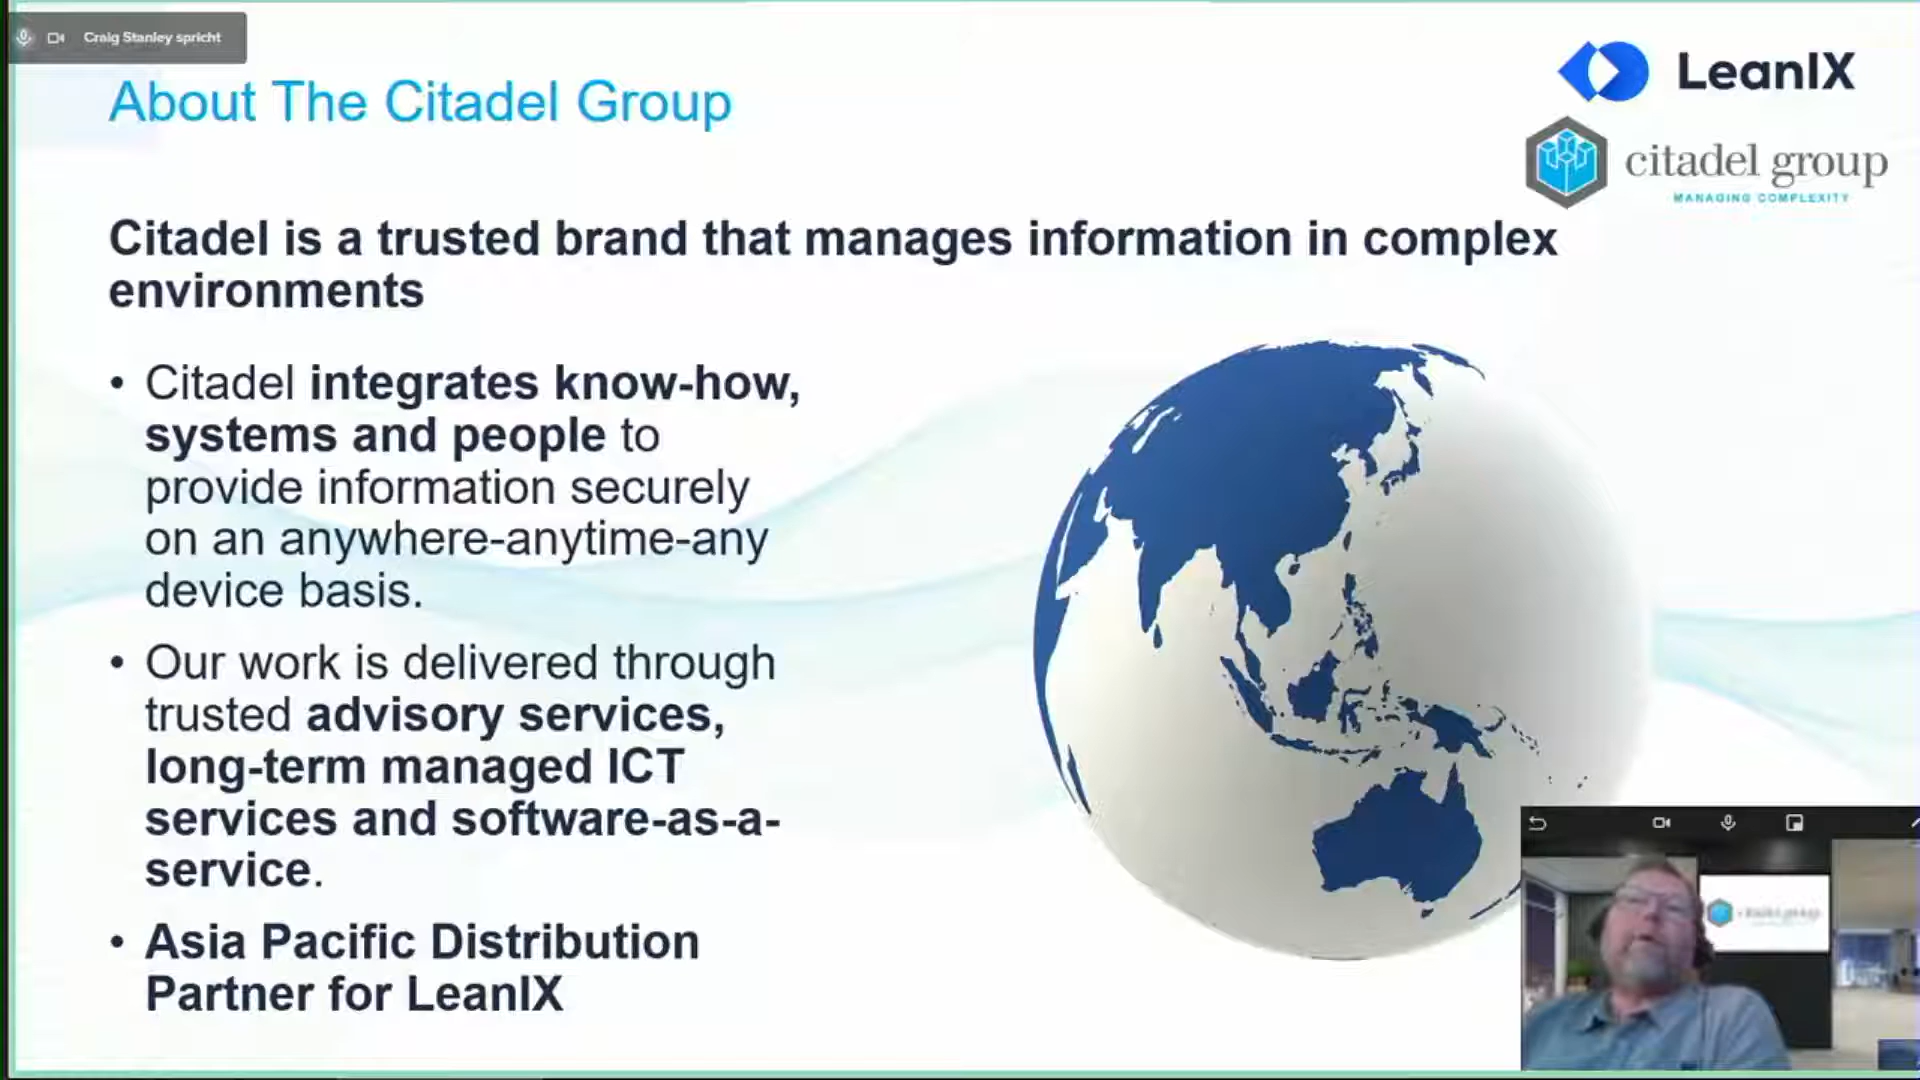 Craig Stanley spricht
LeanIX
About The Citadel Group
citadel group
MANAGING COMPLEXITY
Citadel is a trusted brand that manages information in complex
environments
• Citadel integrates know-how,
systems and people to
provide information securely
on an anywhere-anytime-any
device basis.
• Our work is delivered through
trusted advisory services,
long-term managed ICT
services and software-as-a-
service.
• Asia Pacific Distribution
Partner for LeanIX
citadel group